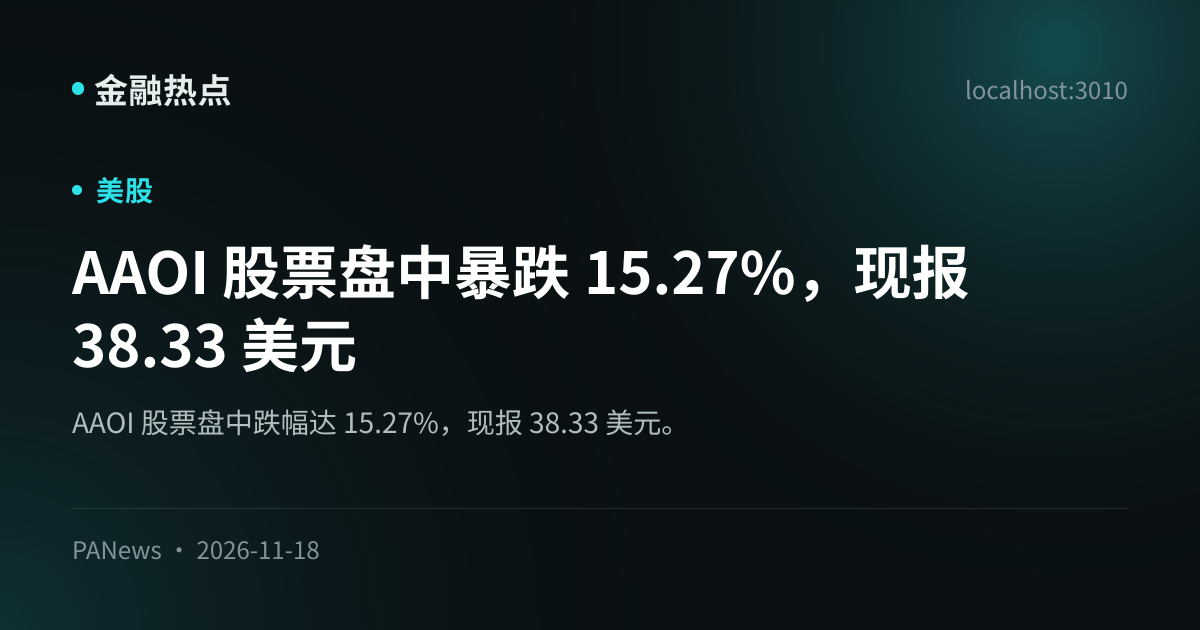 金融热点
localhost:3010
美股
AAOI 股票盘中暴跌 15.27%，现报
38.33 美元
AAOI 股票盘中跌幅达 15.27%，现报 38.33 美元。
PANews • 2026-11-18